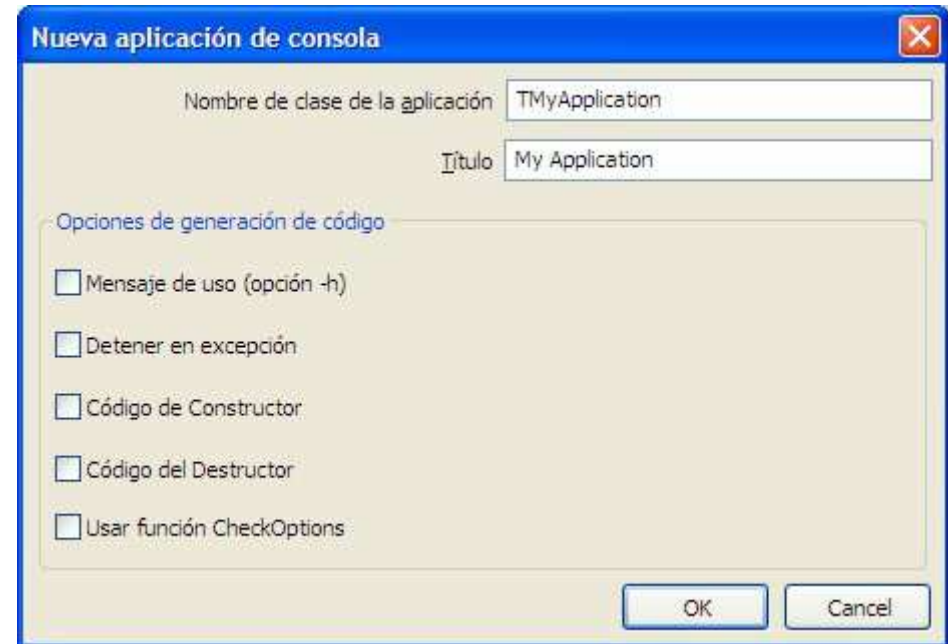 Nueva aplicación de consola
Nombre de clase de la aplicación TMyApplication
Título My Application
Opciones de generación de código
Mensaje de uso (opción -h)
Detener en excepción
Código de Constructor
Código del Destructor
Usar función CheckOptions
OK Cancel